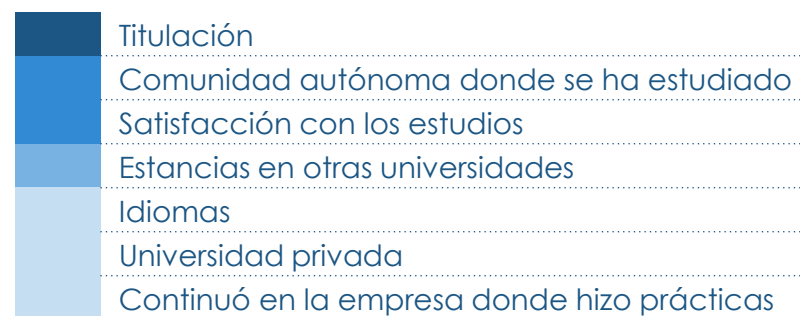 Titulación
Comunidad autónoma donde se ha estudiado
Satisfacción con los estudios
Estancias en otras universidades
Idiomas
Universidad privada
Continuó en la empresa donde hizo prácticas